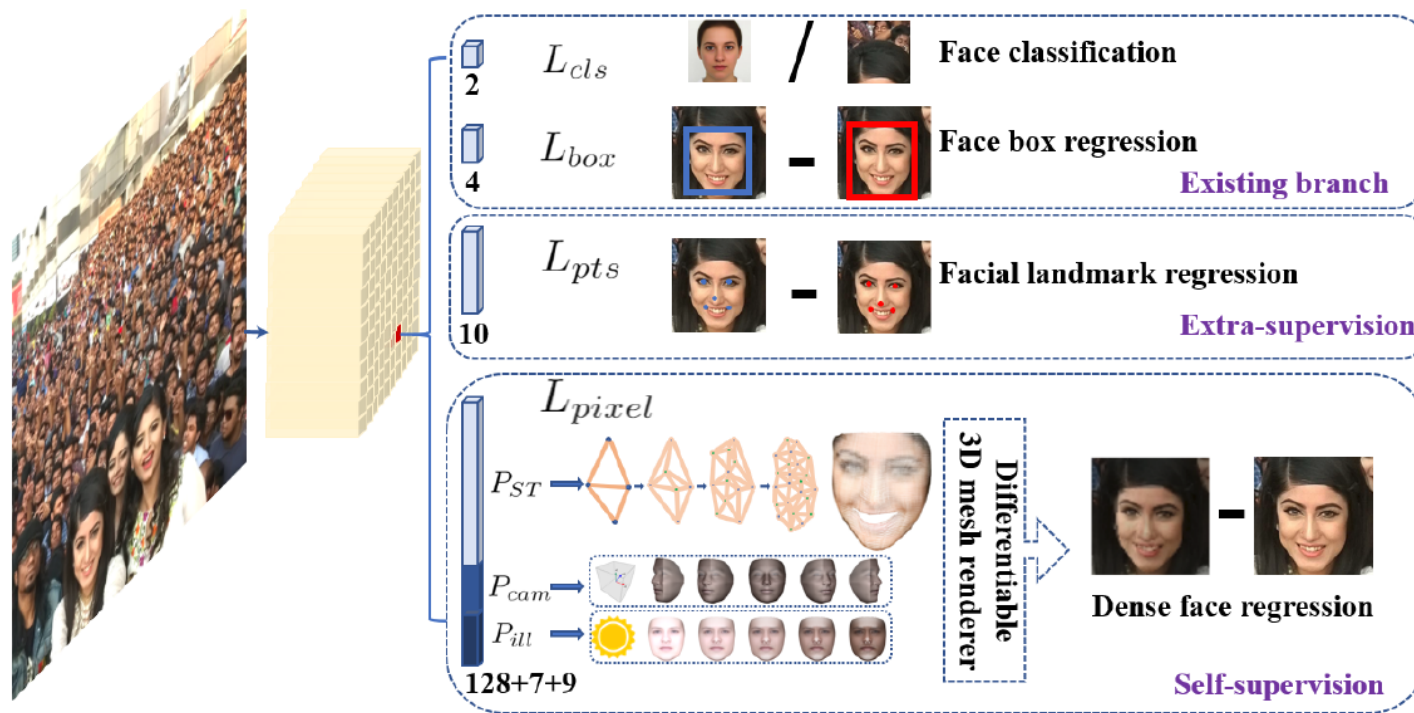 L_cls
Face classification
2
L_box
Face box regression
4
Existing branch
L_pts
Facial landmark regression
10
Extra-supervision
L_pixel
P_ST
P_cam
P_ill
128+7+9
Differentiable
3D mesh renderer
Dense face regression
Self-supervision